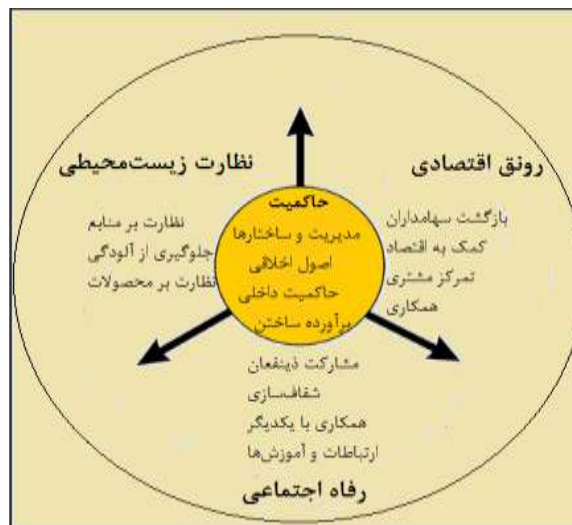 رونق اقتصادی
بازگشت سهامداران
کمک به اقتصاد
تمرکز مشتری
همکاری
نظارت زیست‌محیطی
نظارت بر منابع
جلوگیری از آلودگی
نظارت بر محصولات
حاکمیت
مدیریت و ساختارها
اصول اخلاقی
حاکمیت داخلی
برآورده ساختن
مشارکت ذینفعان
شفاف‌سازی
همکاری با یکدیگر
ارتباطات و آموزش‌ها
رفاه اجتماعی